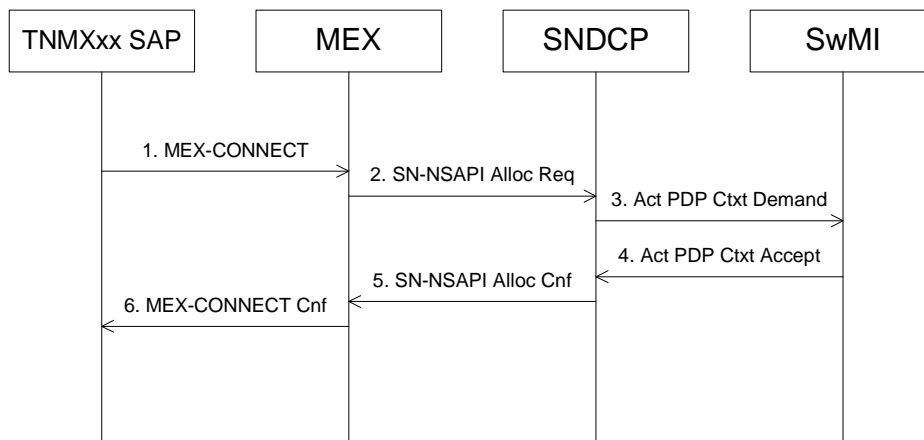 TNMXxx SAP
MEX
SNDCP
SwMI
1. MEX-CONNECT
2. SN-NSAPI Alloc Req
3. Act PDP Ctxt Demand
4. Act PDP Ctxt Accept
5. SN-NSAPI Alloc Cnf
6. MEX-CONNECT Cnf